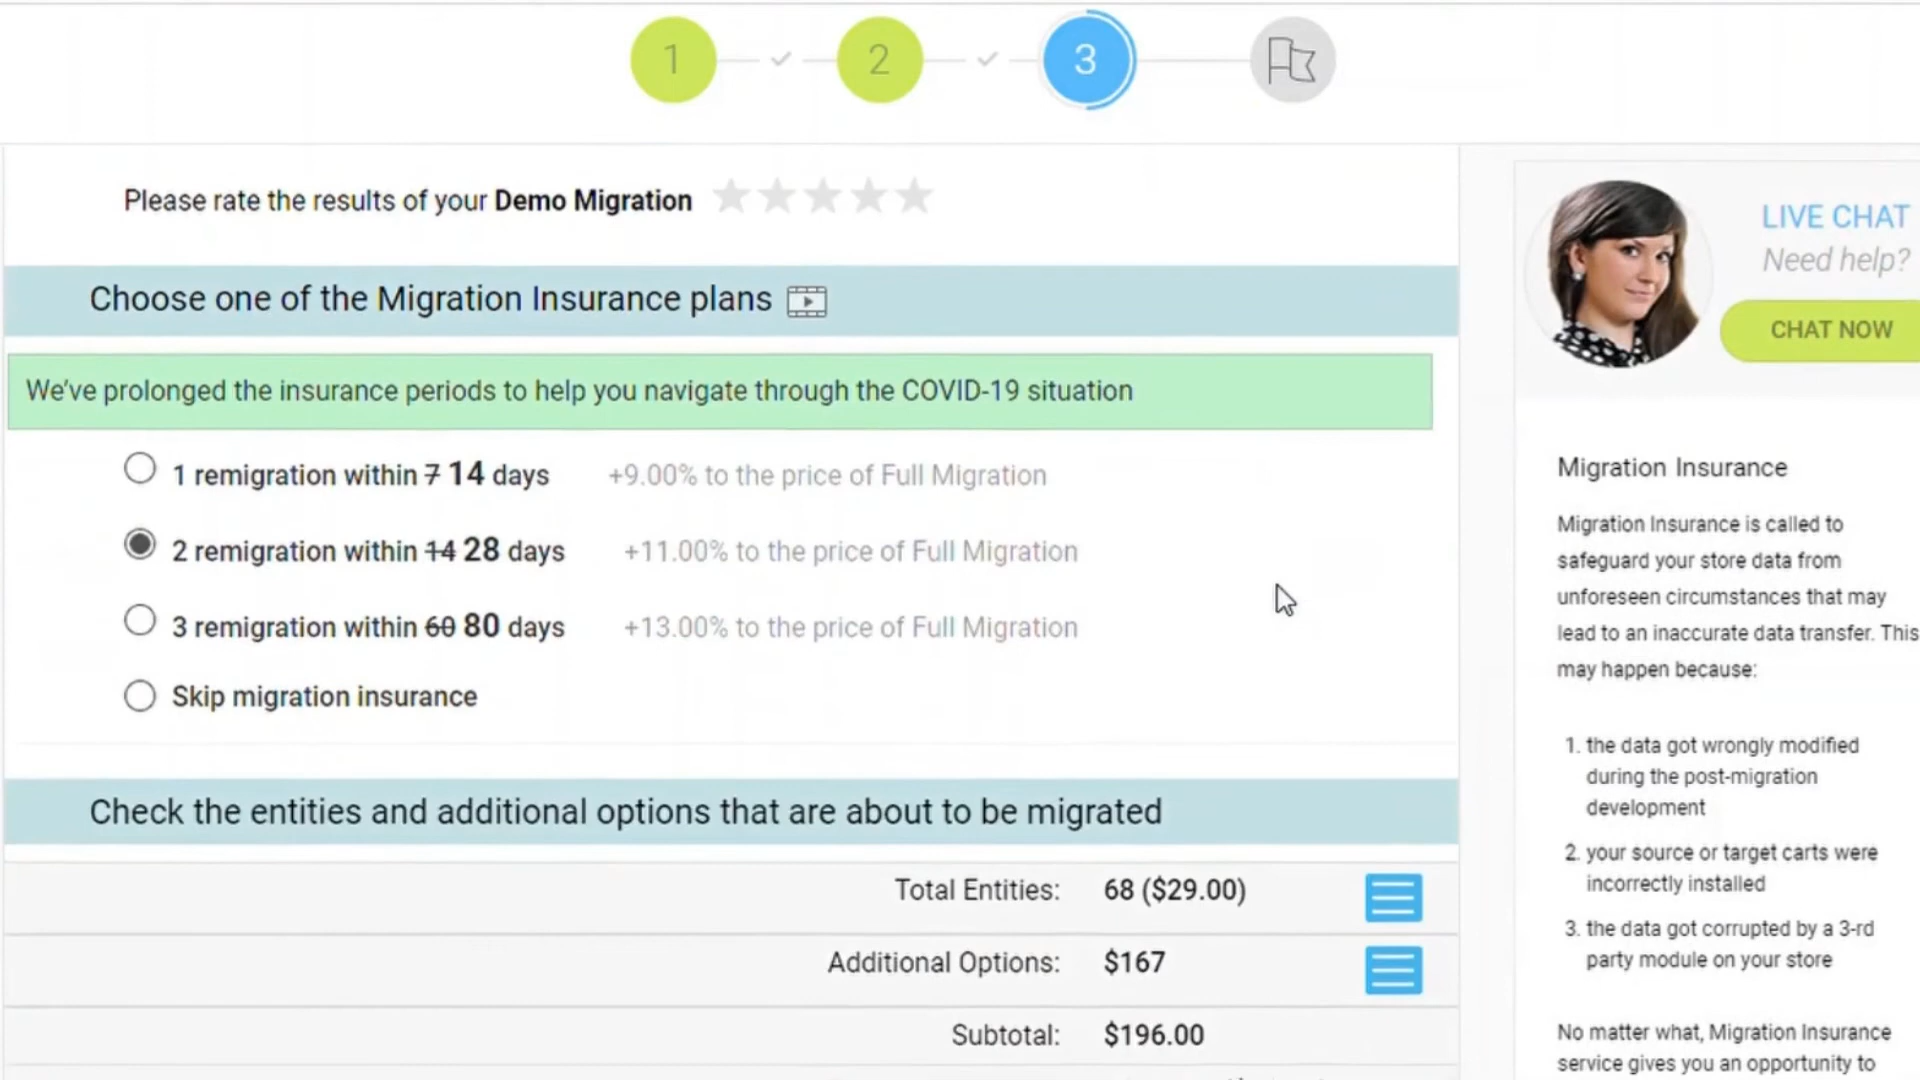 1
2
3
Please rate the results of your Demo Migration
LIVE CHAT
Need help?
CHAT NOW
Choose one of the Migration Insurance plans
We've prolonged the insurance periods to help you navigate through the COVID-19 situation
1 remigration within 7 14 days +9.00% to the price of Full Migration
2 remigration within 14 28 days +11.00% to the price of Full Migration
3 remigration within 60 80 days +13.00% to the price of Full Migration
Skip migration insurance
Check the entities and additional options that are about to be migrated
Total Entities: 68 ($29.00)
Additional Options: $167
Subtotal: $196.00
Migration Insurance
Migration Insurance is called to
safeguard your store data from
unforeseen circumstances that may
lead to an inaccurate data transfer. This
may happen because:
1. the data got wrongly modified
during the post-migration
development
2. your source or target carts were
incorrectly installed
3. the data got corrupted by a 3-rd
party module on your store
No matter what, Migration Insurance
service gives you an opportunity to